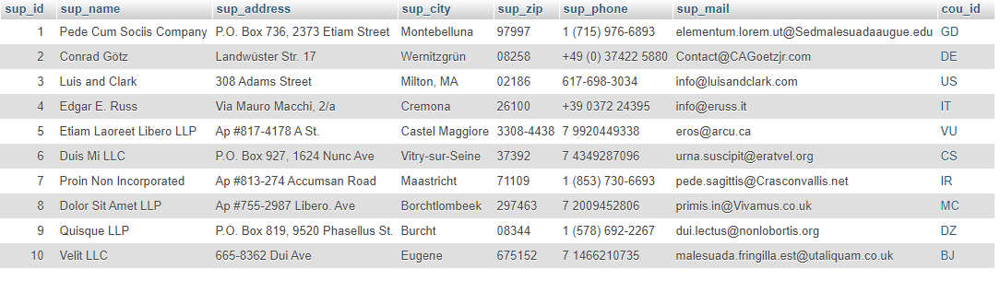 sup_id sup_name sup_address sup_city sup_zip sup_phone sup_mail cou_id
1 Pede Cum Sociis Company P.O. Box 736, 2373 Etiam Street Montebelluna 97997 1 (715) 976-6893 elementum.lorem.ut@Sedmalesuadaaugue.edu GD
2 Conrad Götz Landwüster Str. 17 Wernitzgrün 08258 +49 (0) 37422 5880 Contact@CAGoetzjr.com DE
3 Luis and Clark 308 Adams Street Milton, MA 02186 617-698-3034 info@luisandclark.com US
4 Edgar E. Russ Via Mauro Macchi, 2/a Cremona 26100 +39 0372 24395 info@eruss.it IT
5 Etiam Laoreet Libero LLP Ap #817-4178 A St. Castel Maggiore 3308-4438 7 9920449338 eros@arcu.ca VU
6 Duis Mi LLC P.O. Box 927, 1624 Nunc Ave Vitry-sur-Seine 37392 7 4349287096 urna.suscipit@eratvel.org CS
7 Proin Non Incorporated Ap #813-274 Accumsan Road Maastricht 71109 1 (853) 730-6693 pede.sagittis@Crasconvallis.net IR
8 Dolor Sit Amet LLP Ap #755-2987 Libero. Ave Borchtlombeek 297463 7 2009452806 primis.in@Vivamus.co.uk MC
9 Quisque LLP P.O. Box 819, 9520 Phasellus St. Burcht 08344 1 (578) 692-2267 dui.lectus@nonlobortis.org DZ
10 Velit LLC 665-8362 Dui Ave Eugene 675152 7 1466210735 malesuada.fringilla.est@utaliquam.co.uk BJ